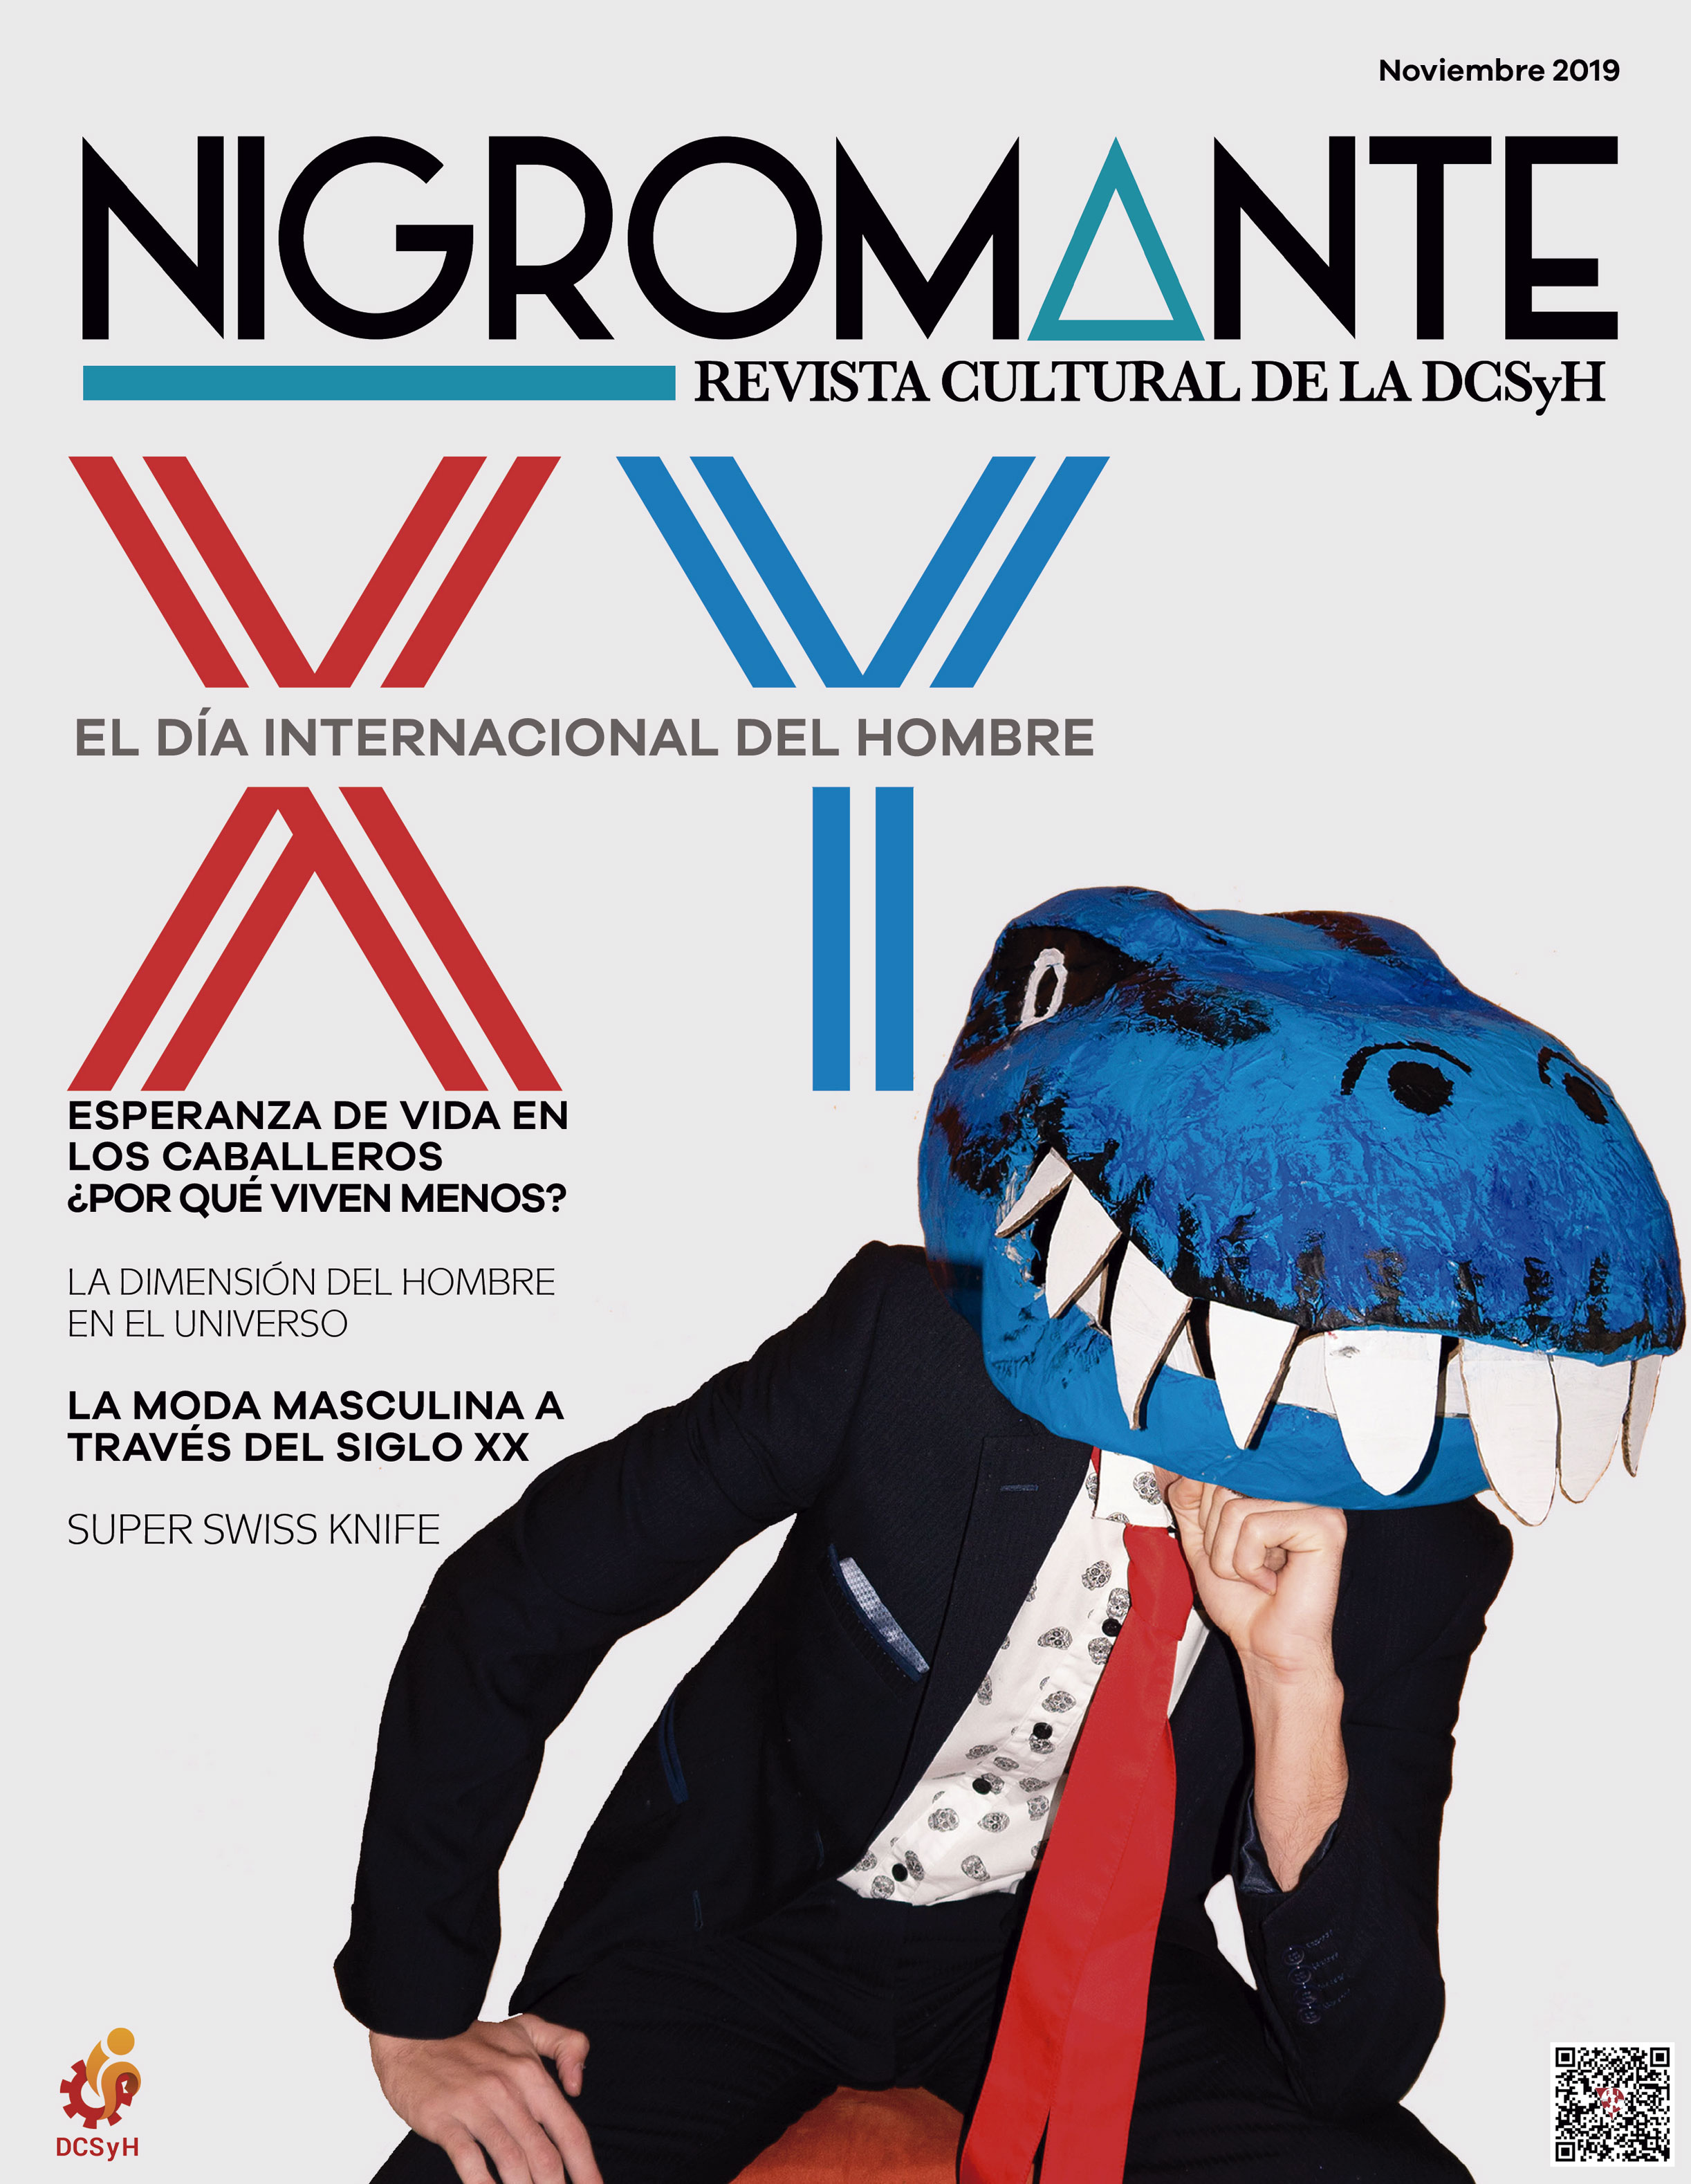 Noviembre 2019
NIGROMANTE
REVISTA CULTURAL DE LA DCSyH
XY
EL DÍA INTERNACIONAL DEL HOMBRE
ESPERANZA DE VIDA EN
LOS CABALLEROS
¿POR QUÉ VIVEN MENOS?
LA DIMENSIÓN DEL HOMBRE
EN EL UNIVERSO
LA MODA MASCULINA A
TRAVÉS DEL SIGLO XX
SUPER SWISS KNIFE
DCSyH